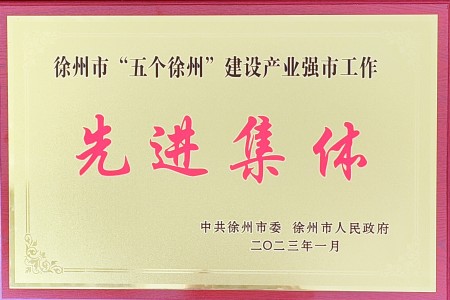 徐州市“五个徐州”建设产业强市工作
先进集体
中共徐州市委 徐州市人民政府
二〇二三年一月